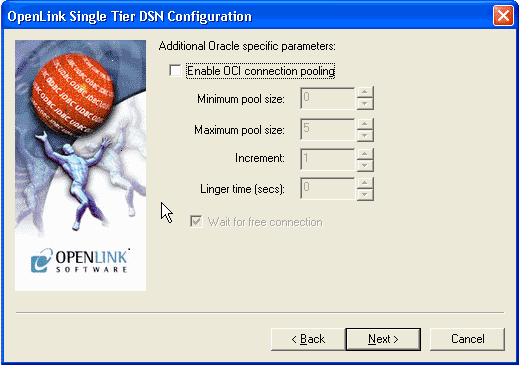 OpenLink Single Tier DSN Configuration
Additional Oracle specific parameters:
Enable OCI connection pooling
Minimum pool size: 0
Maximum pool size: 5
Increment: 1
Linger time (secs): 0
Wait for free connection
OPENLINK
SOFTWARE
< Back Next > Cancel